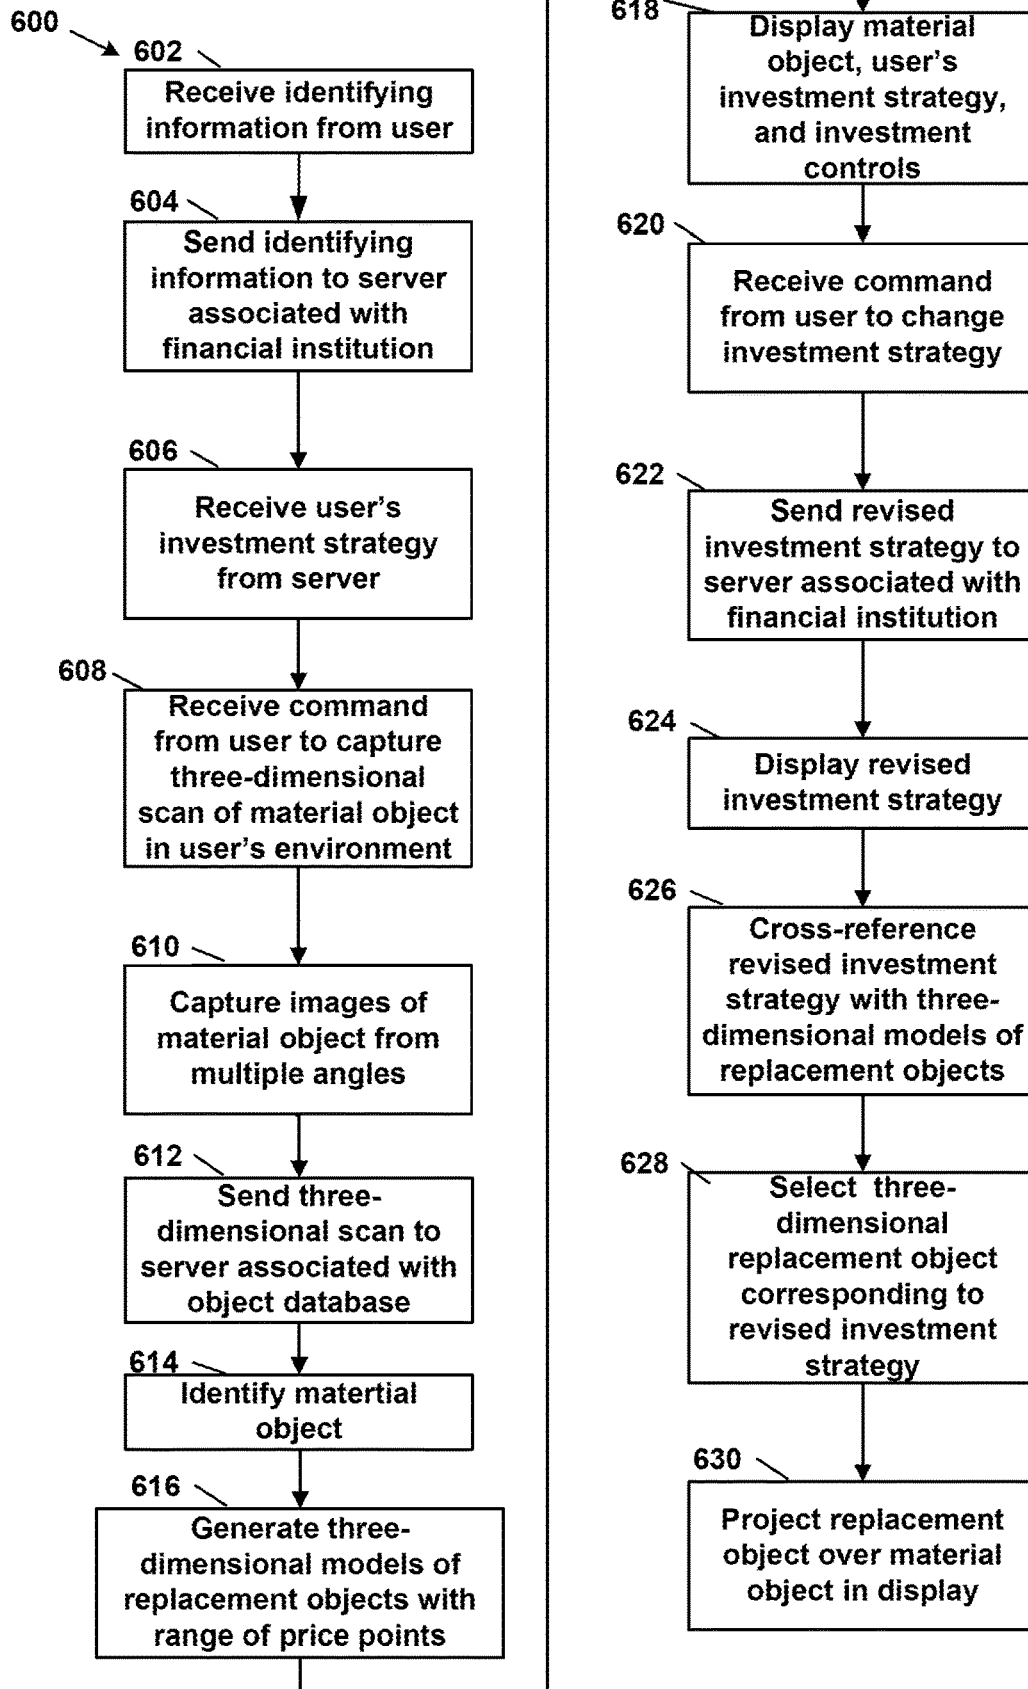 600
602
Receive identifying
information from user
604
Send identifying
information to server
associated with
financial institution
606
Receive user's
investment strategy
from server
608
Receive command
from user to capture
three-dimensional
scan of material object
in user's environment
610
Capture images of
material object from
multiple angles
612
Send three-
dimensional scan to
server associated with
object database
614
Identify matertial
object
616
Generate three-
dimensional models of
replacement objects with
range of price points
618
Display material
object, user's
investment strategy,
and investment
controls
620
Receive command
from user to change
investment strategy
622
Send revised
investment strategy to
server associated with
financial institution
624
Display revised
investment strategy
626
Cross-reference
revised investment
strategy with three-
dimensional models of
replacement objects
628
Select three-
dimensional
replacement object
corresponding to
revised investment
strategy
630
Project replacement
object over material
object in display